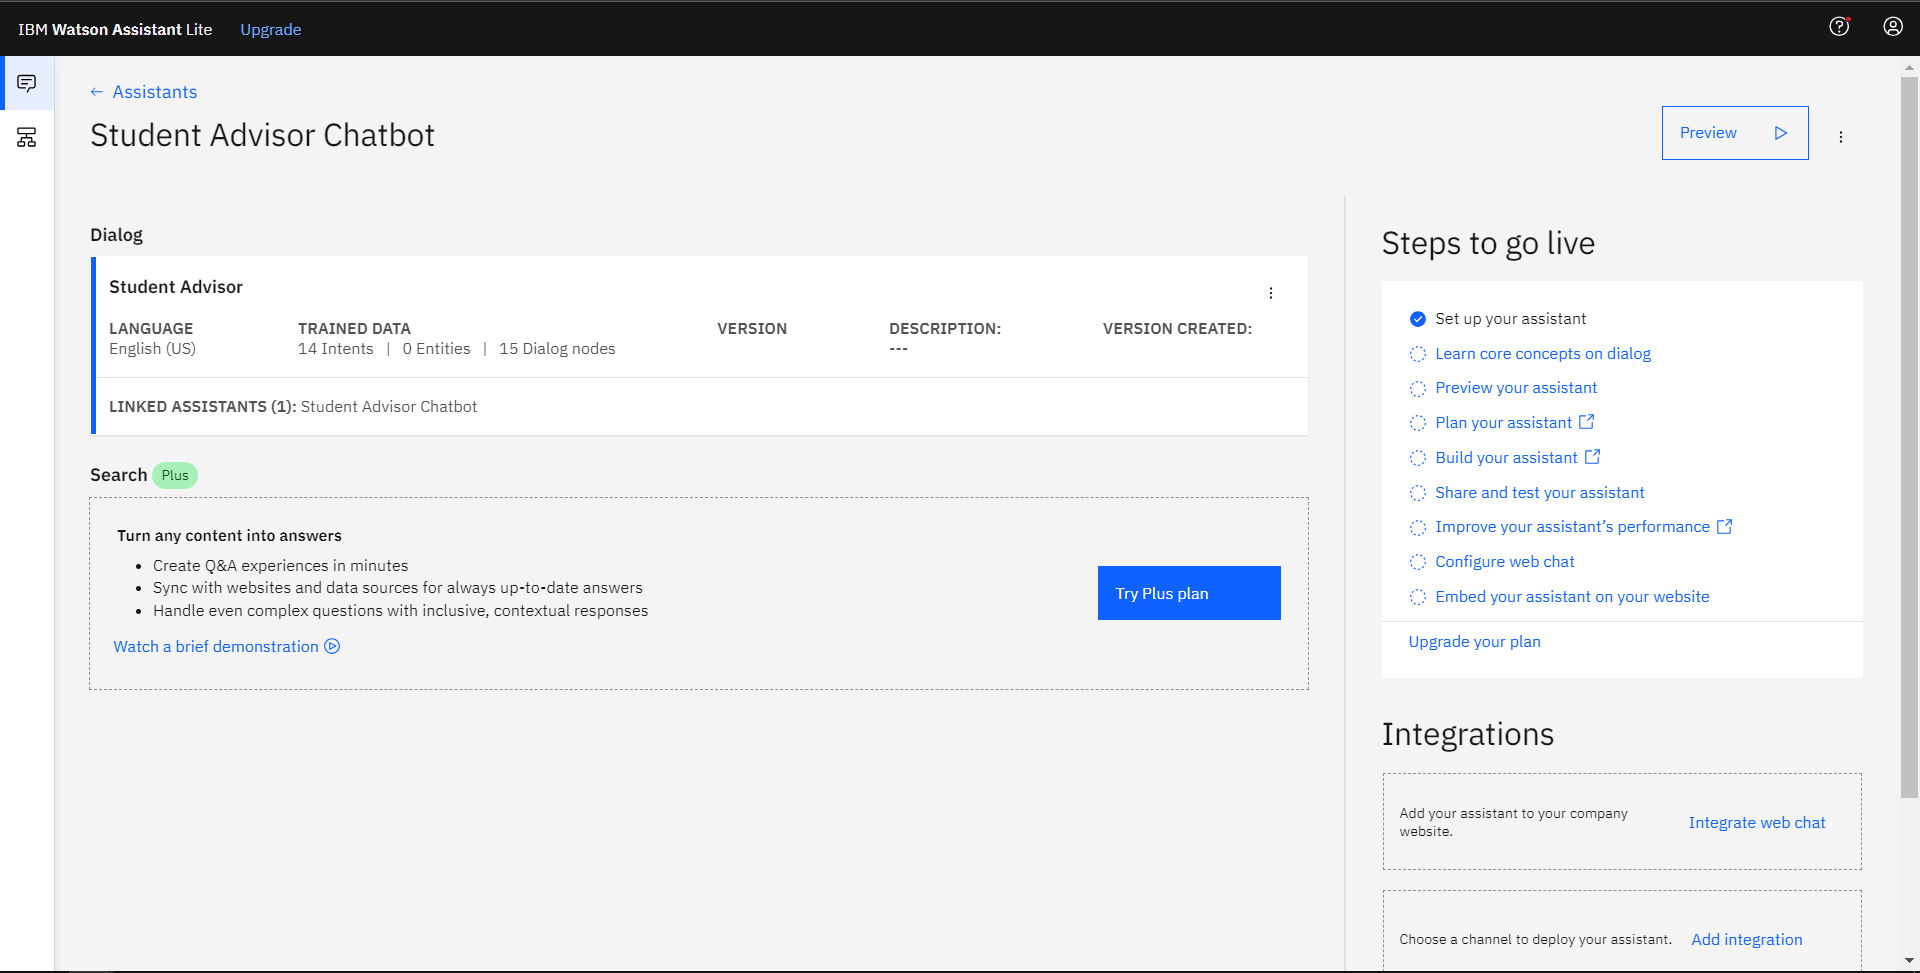 IBM Watson Assistant Lite Upgrade
← Assistants
Student Advisor Chatbot
Preview
Dialog
Student Advisor
LANGUAGE TRAINED DATA VERSION DESCRIPTION: VERSION CREATED:
English (US) 14 Intents | 0 Entities | 15 Dialog nodes ---
LINKED ASSISTANTS (1): Student Advisor Chatbot
Search Plus
Turn any content into answers
• Create Q&A experiences in minutes
• Sync with websites and data sources for always up-to-date answers
• Handle even complex questions with inclusive, contextual responses
Watch a brief demonstration
Try Plus plan
Steps to go live
Set up your assistant
Learn core concepts on dialog
Preview your assistant
Plan your assistant
Build your assistant
Share and test your assistant
Improve your assistant's performance
Configure web chat
Embed your assistant on your website
Upgrade your plan
Integrations
Add your assistant to your company
website.
Integrate web chat
Choose a channel to deploy your assistant. Add integration